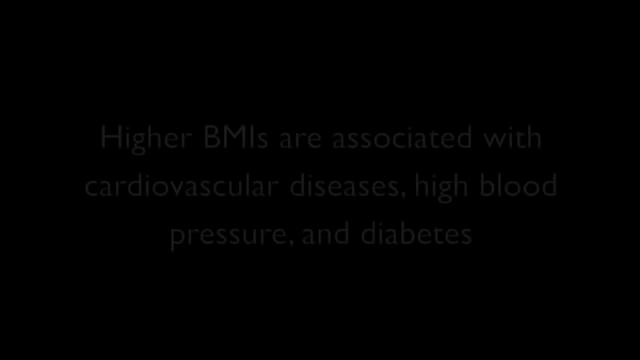 Higher BMIs are associated with
cardiovascular diseases, high blood
pressure, and diabetes